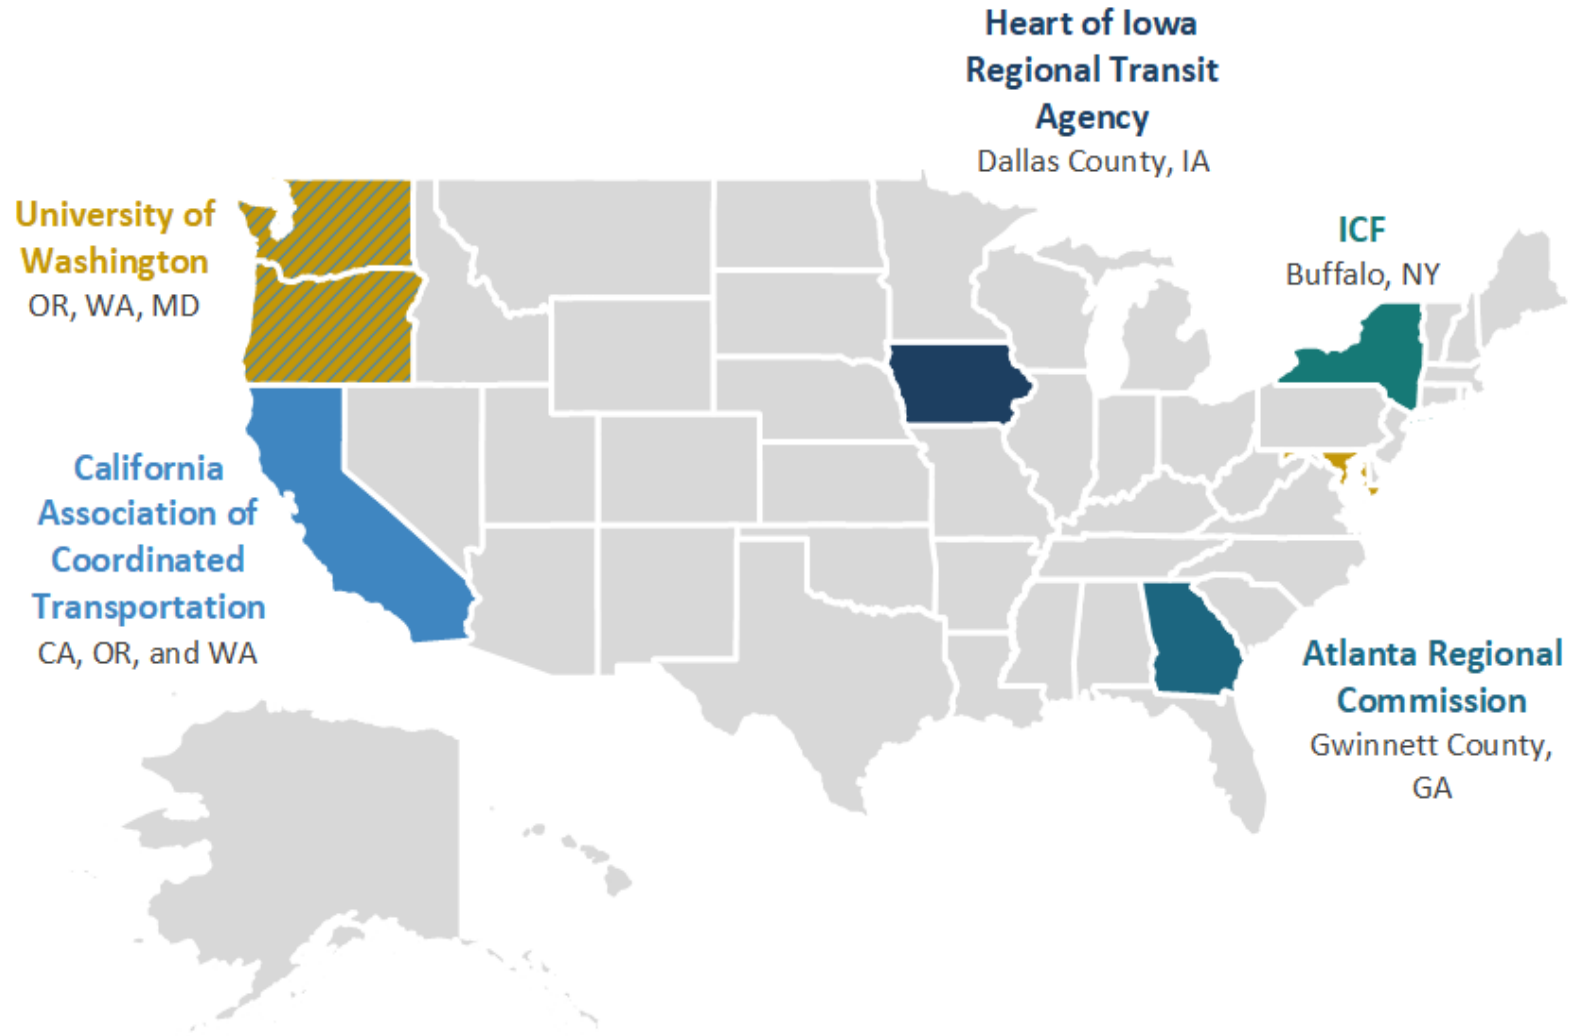 Heart of Iowa
Regional Transit
Agency
Dallas County, IA
University of
Washington
OR, WA, MD
ICF
Buffalo, NY
California
Association of
Coordinated
Transportation
CA, OR, and WA
Atlanta Regional
Commission
Gwinnett County,
GA